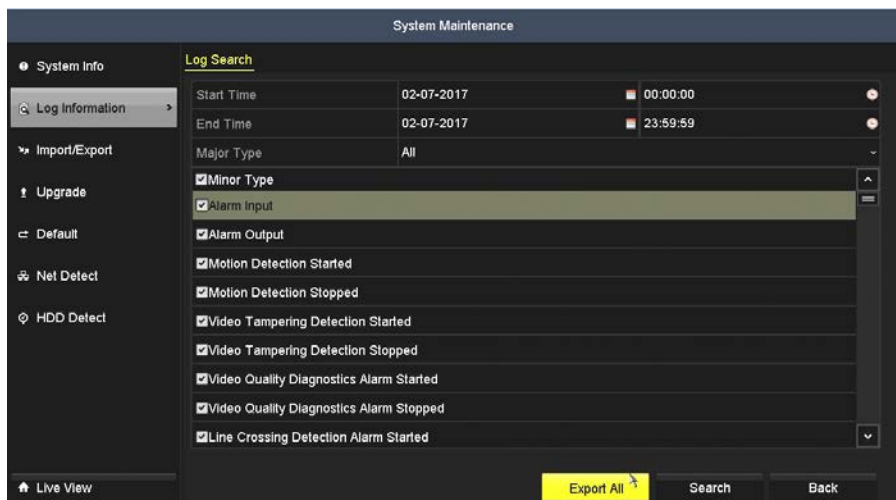 System Maintenance
System Info
Log Information
Import/Export
Upgrade
Default
Net Detect
HDD Detect
Live View
Log Search
Start Time 02-07-2017 00:00:00
End Time 02-07-2017 23:59:59
Major Type All
Minor Type
Alarm Input
Alarm Output
Motion Detection Started
Motion Detection Stopped
Video Tampering Detection Started
Video Tampering Detection Stopped
Video Quality Diagnostics Alarm Started
Video Quality Diagnostics Alarm Stopped
Line Crossing Detection Alarm Started
Export All Search Back